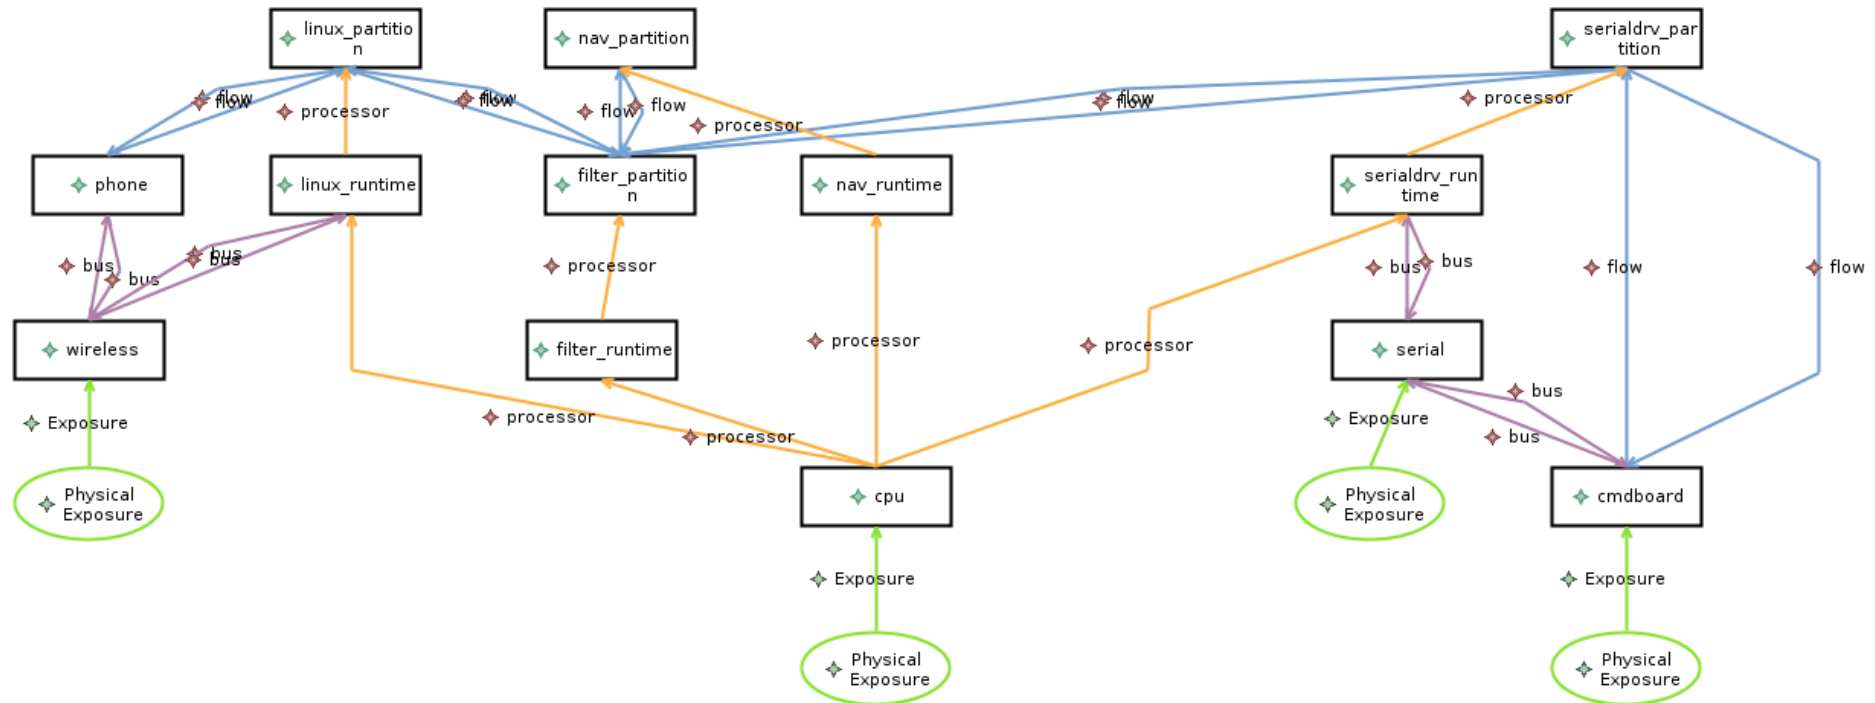 linux_partitio
n
nav_partition
serialdrv_par
tition
flow
flow
processor
flow
flow
flow
flow
processor
flow
flow
processor
phone
linux_runtime
filter_partitio
n
nav_runtime
serialdrv_run
time
bus
bus
bus
bus
processor
bus
bus
flow
flow
wireless
filter_runtime
processor
processor
serial
Exposure
processor
processor
Exposure
bus
bus
Physical
Exposure
cpu
Physical
Exposure
cmdboard
Exposure
Exposure
Physical
Exposure
Physical
Exposure